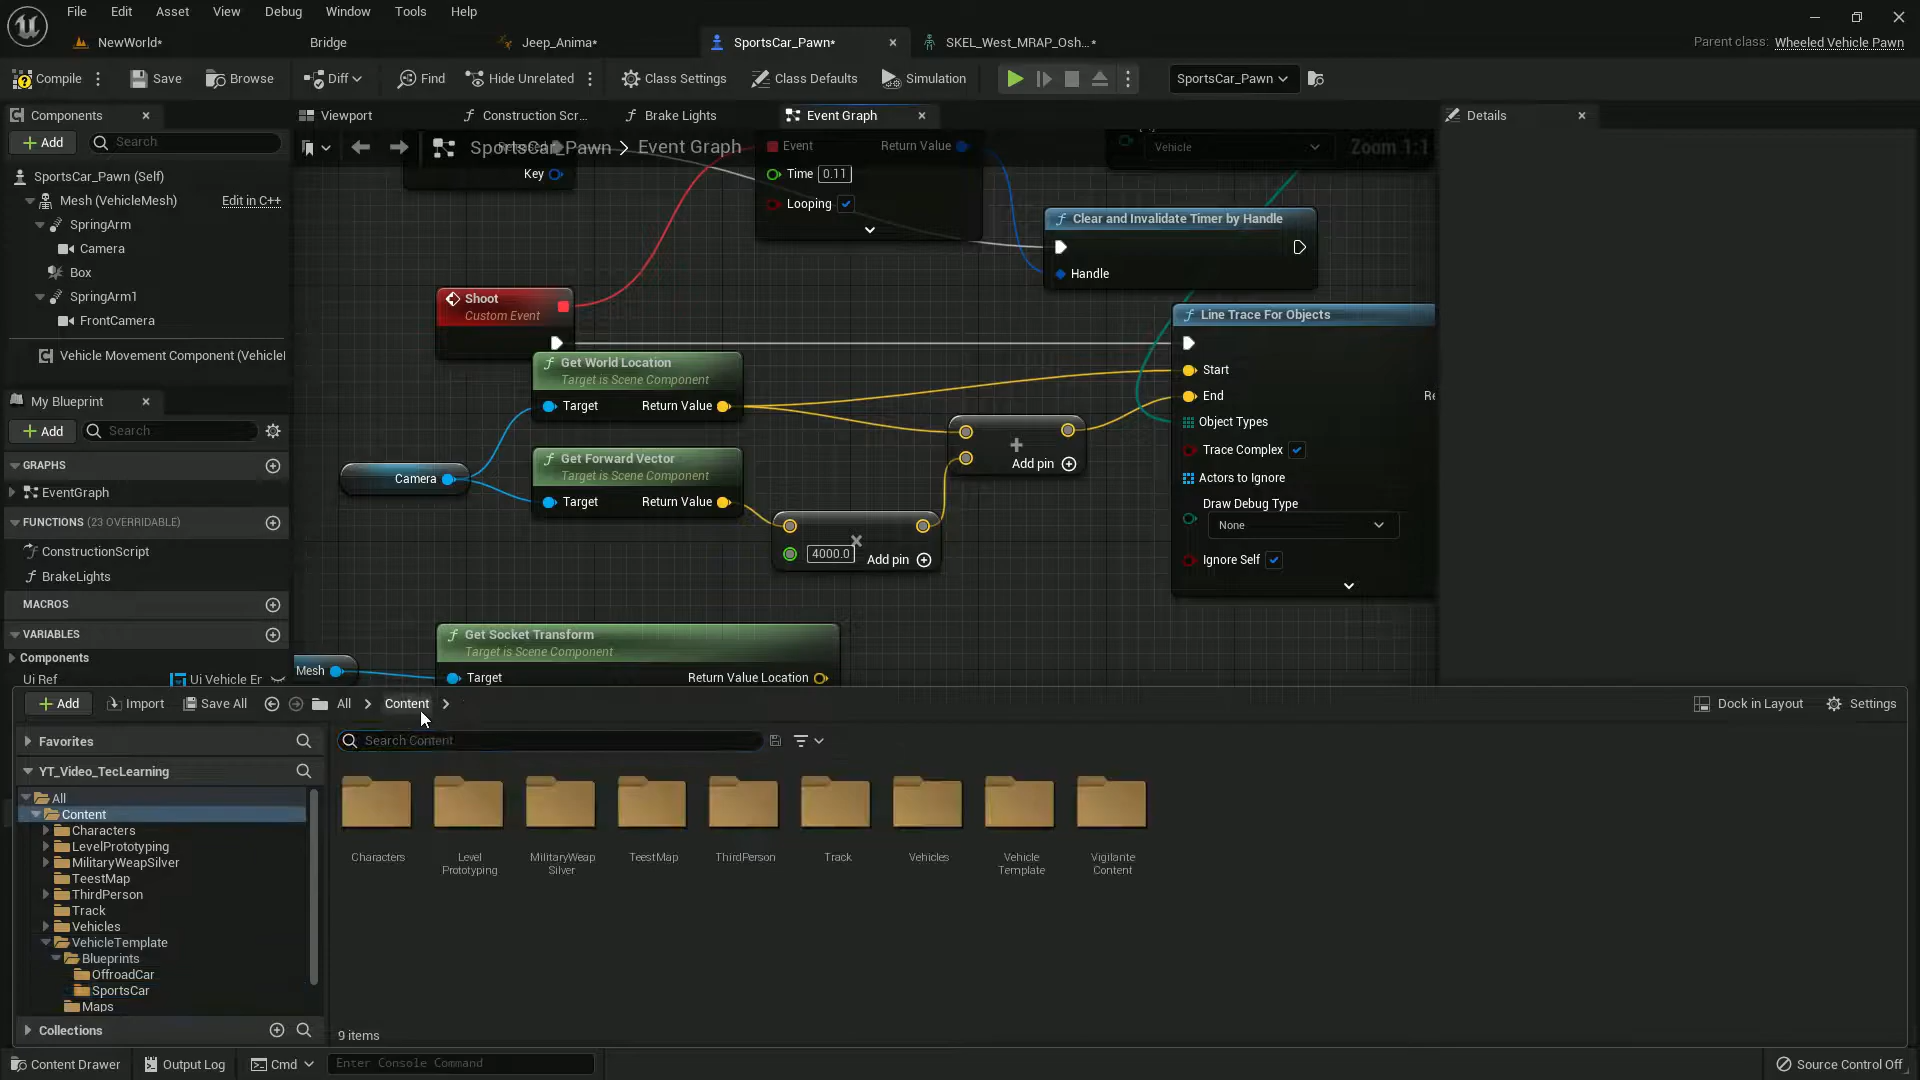 File Edit Asset View Debug Window Tools Help
NewWorld* Bridge Jeep_Anima* SportsCar_Pawn* SKEL_West_MRAP_Osh...* Parent class: Wheeled Vehicle Pawn
Compile Save Browse Diff Find Hide Unrelated Class Settings Class Defaults Simulation SportsCar_Pawn
Components
Viewport Construction Scr... Brake Lights Event Graph Details
Add Search
SportsCar_Pawn > Event Graph
Zoom 1:1
SportsCar_Pawn (Self)
Mesh (VehicleMesh) Edit in C++
SpringArm
Camera
Box
SpringArm1
FrontCamera
Vehicle Movement Component (Vehicle
My Blueprint
Add Search
GRAPHS
EventGraph
FUNCTIONS (23 OVERRIDABLE)
ConstructionScript
BrakeLights
MACROS
VARIABLES
Components
Ui Ref Ui Vehicle Er
Key
Event Return Value
Time 0.11
Looping
Vehicle
Clear and Invalidate Timer by Handle
Handle
Shoot
Custom Event
Get World Location
Target is Scene Component
Target Return Value
Camera
Get Forward Vector
Target is Scene Component
Target Return Value
4000.0 Add pin
Add pin
Line Trace For Objects
Start
End Re
Object Types
Trace Complex
Actors to Ignore
Draw Debug Type
None
Ignore Self
Get Socket Transform
Target is Scene Component
Mesh
Target Return Value Location
Add Import Save All All > Content > Dock in Layout Settings
Favorites
Search Content
YT_Video_TecLearning
All
Content
Characters
LevelPrototyping
MilitaryWeapSilver
TeestMap
ThirdPerson
Track
Vehicles
VehicleTemplate
Blueprints
OffroadCar
SportsCar
Maps
Collections
Characters
Level Prototyping
MilitaryWeap Silver
TeestMap
ThirdPerson
Track
Vehicles
Vehicle Template
Vigilante Content
9 items
Content Drawer Output Log Cmd Enter Console Command Source Control Off